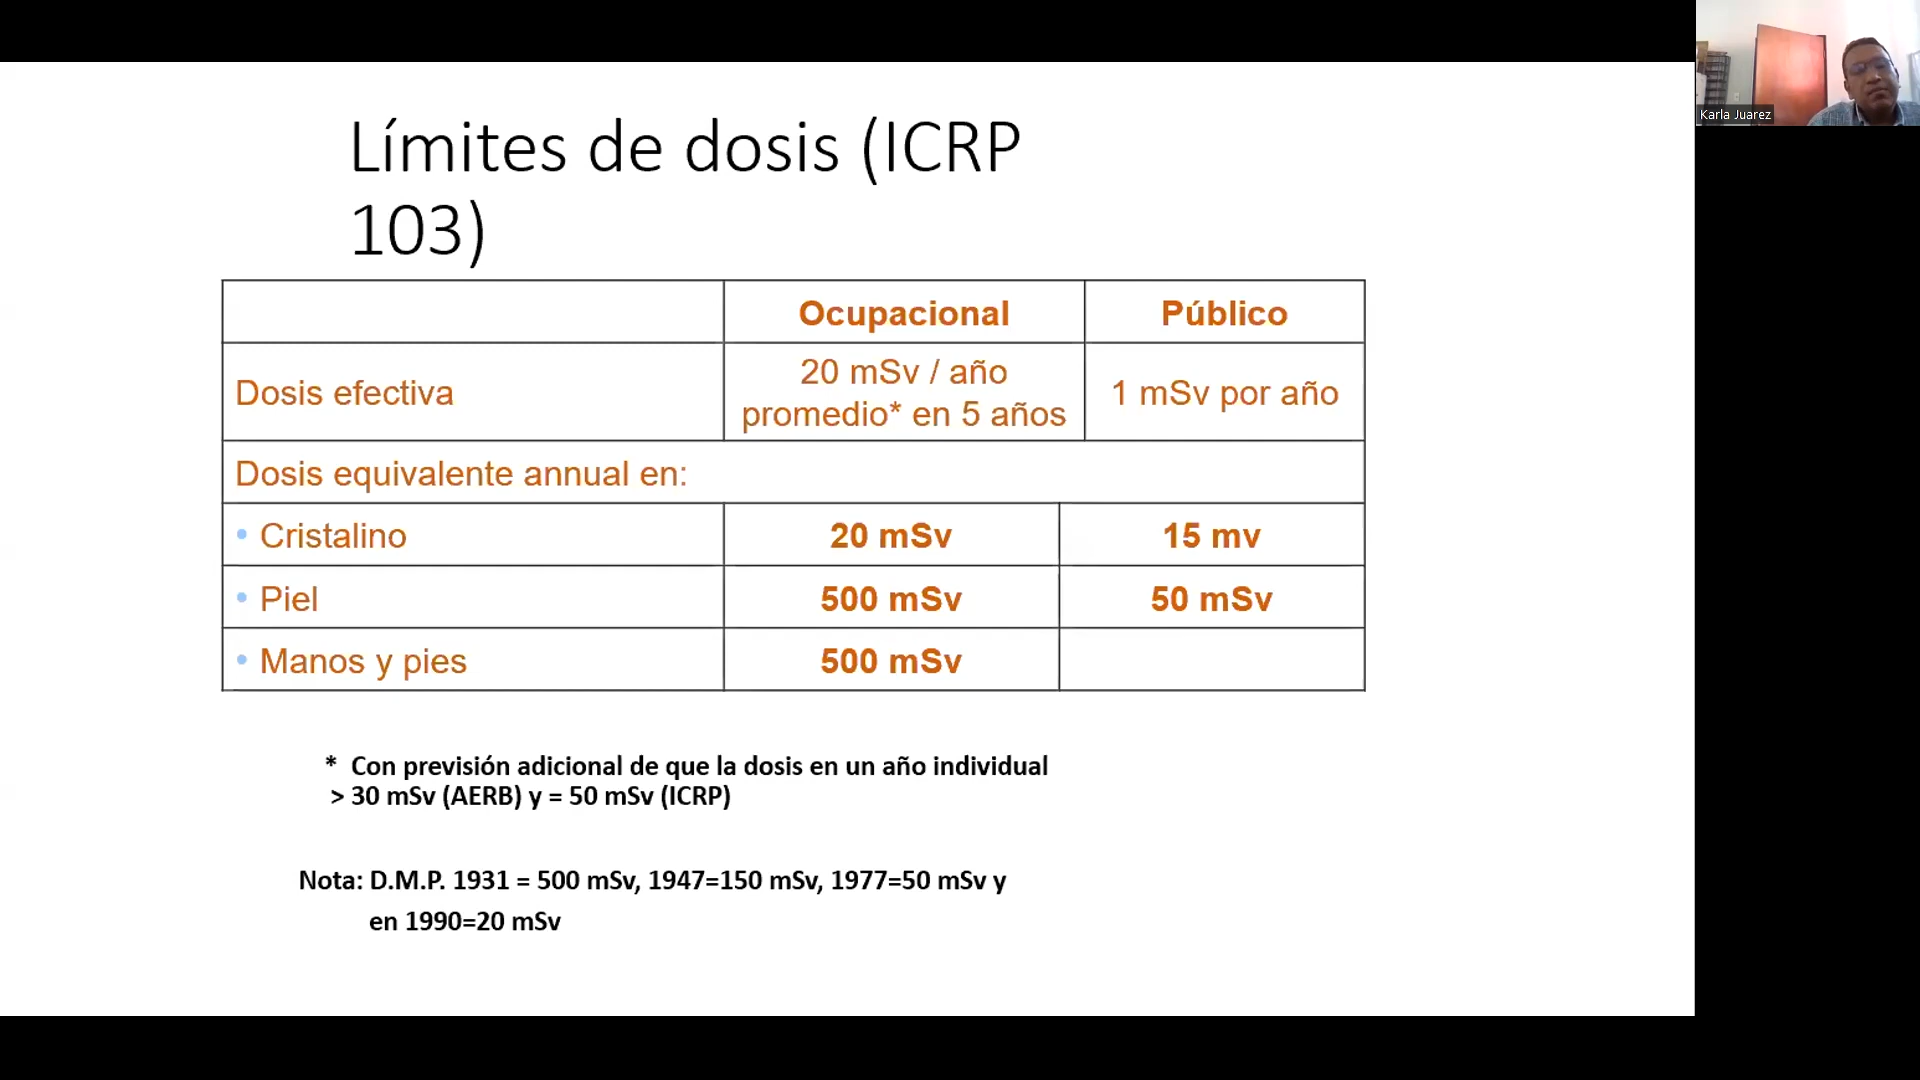 Límites de dosis (ICRP
103)
Ocupacional
Público
Dosis efectiva
20 mSv / año
promedio* en 5 años
1 mSv por año
Dosis equivalente annual en:
• Cristalino
20 mSv
15 mv
• Piel
500 mSv
50 mSv
• Manos y pies
500 mSv
* Con previsión adicional de que la dosis en un año individual
> 30 mSv (AERB) y = 50 mSv (ICRP)
Nota: D.M.P. 1931 = 500 mSv, 1947=150 mSv, 1977=50 mSv y
en 1990=20 mSv
Karla Juarez